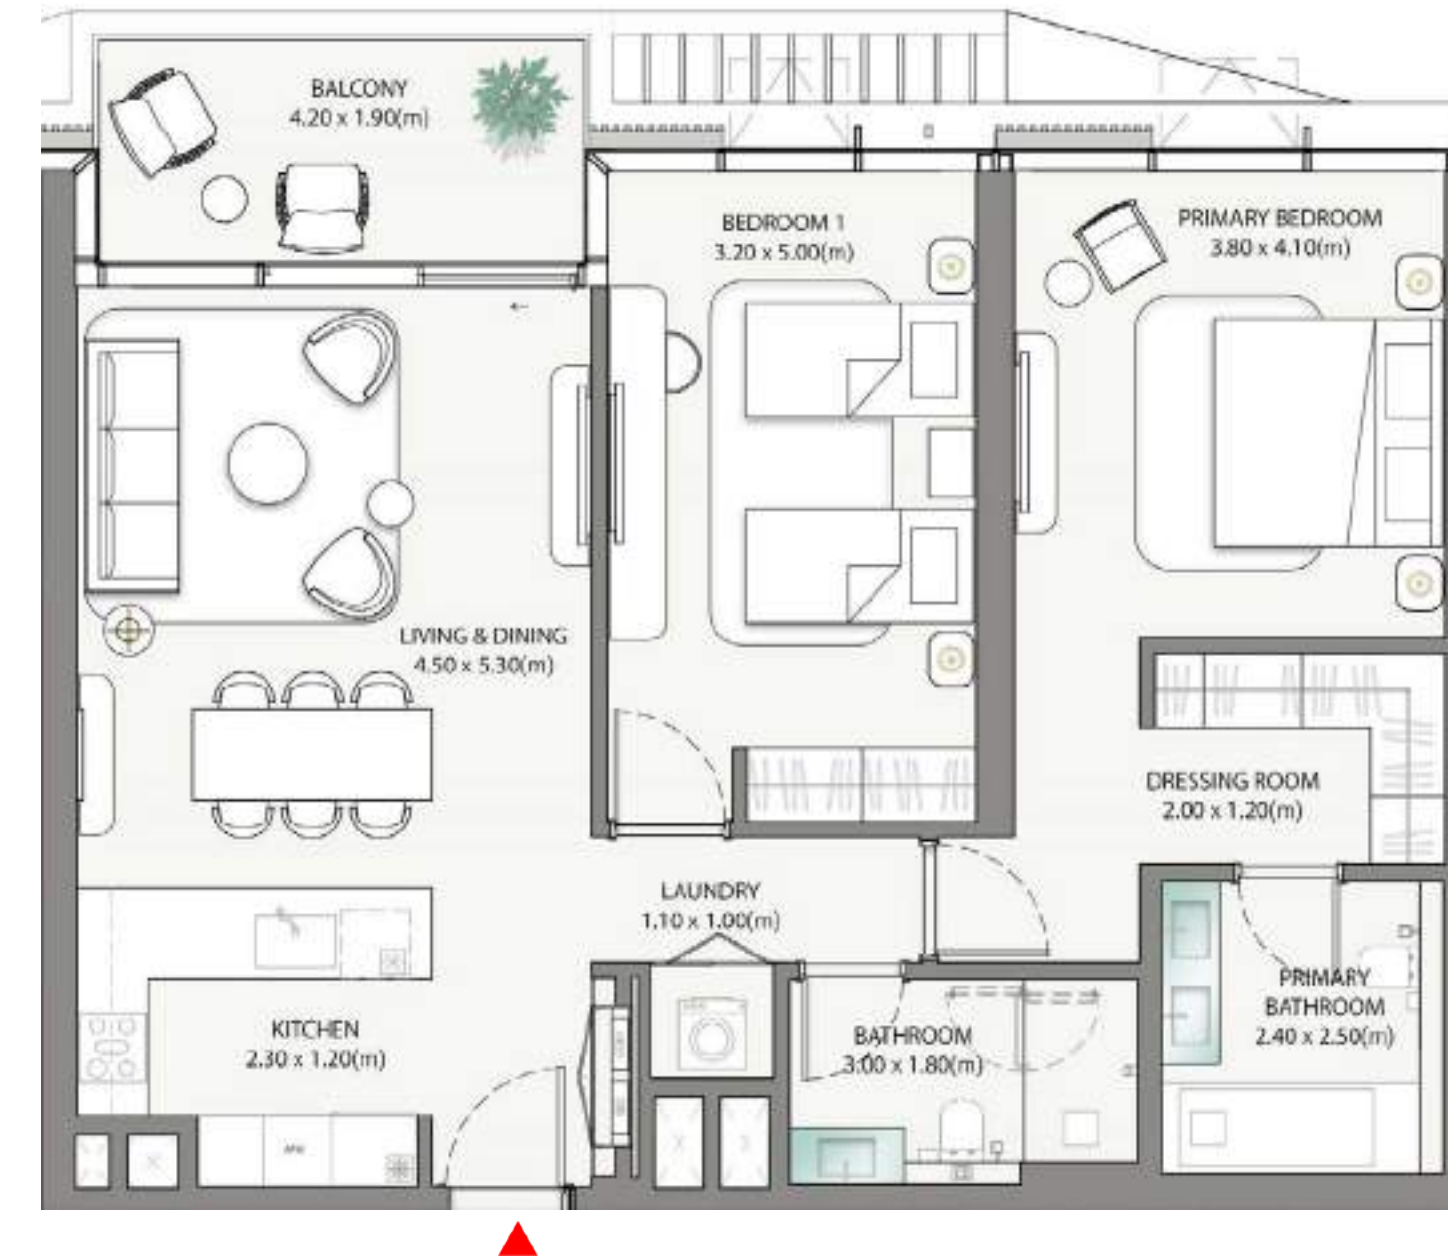 BALCONY
4.20 x 1.90(m)
BEDROOM 1
3.20 x 5.00(m)
PRIMARY BEDROOM
3.80 x 4.10(m)
LIVING & DINING
4.50 x 5.30(m)
DRESSING ROOM
2.00 x 1.20(m)
LAUNDRY
1.10 x 1.00(m)
KITCHEN
2.30 x 1.20(m)
BATHROOM
3.00 x 1.80(m)
PRIMARY
BATHROOM
2.40 x 2.50(m)